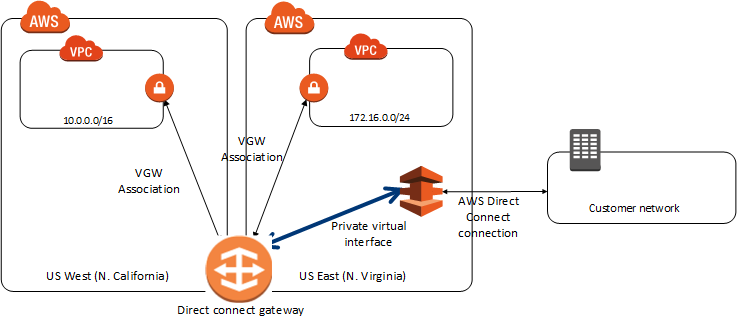 AWS
AWS
VPC
VPC
10.0.0.0/16
172.16.0.0/24
VGW
Association
VGW
Association
AWS Direct
Connect
connection
Customer network
Private virtual
interface
US West (N. California)
US East (N. Virginia)
Direct connect gateway